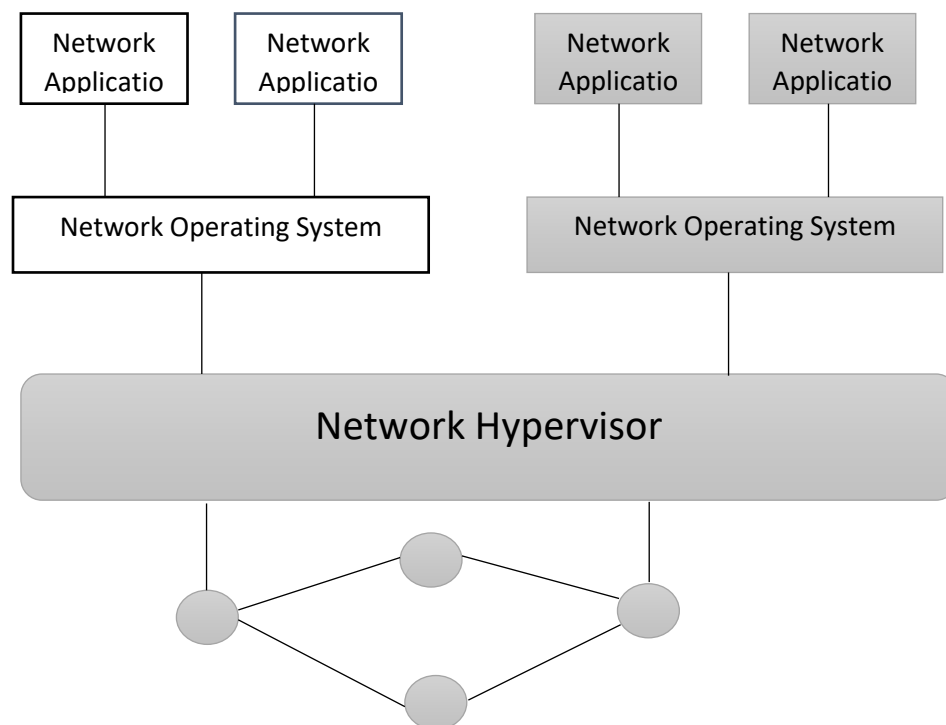 Network
Applicatio
Network
Applicatio
Network
Applicatio
Network
Applicatio
Network Operating System
Network Operating System
Network Hypervisor